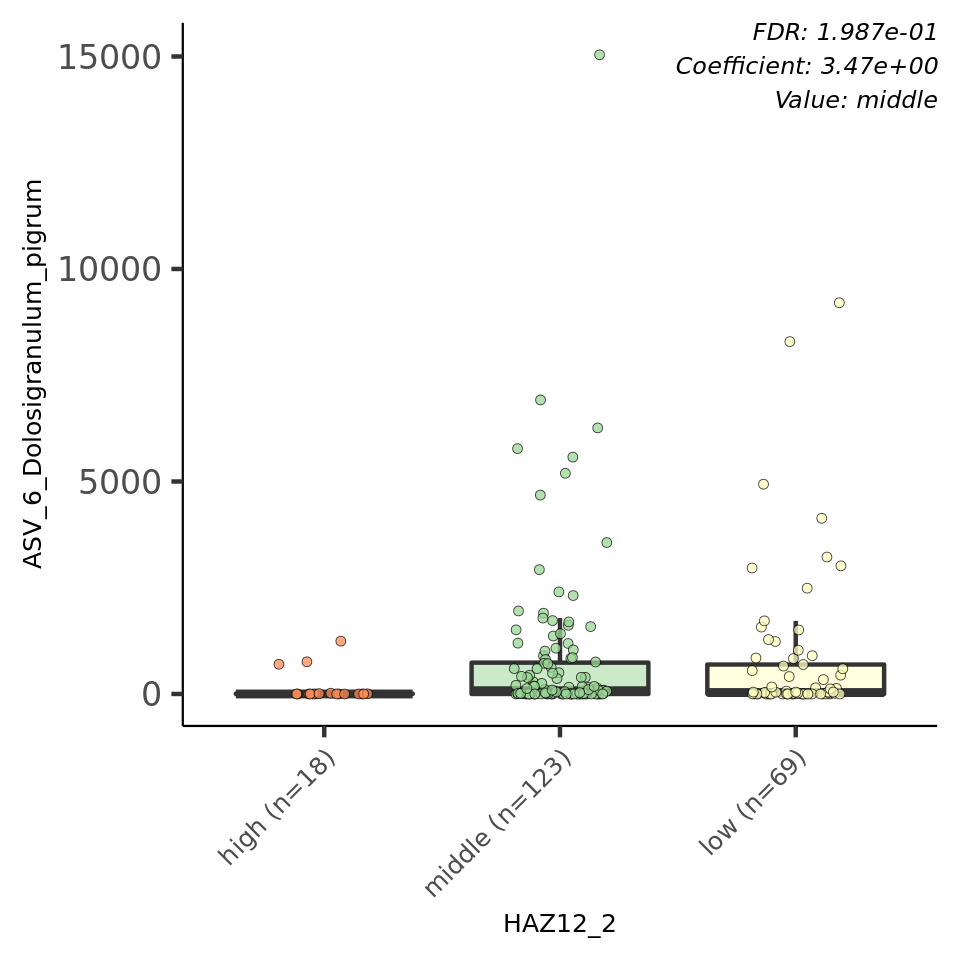 FDR: 1.987e-01
Coefficient: 3.47e+00
Value: middle
ASV_6_Dolosigranulum_pigrum
15000
10000
5000
0
high (n=18)
middle (n=123)
low (n=69)
HAZ12_2